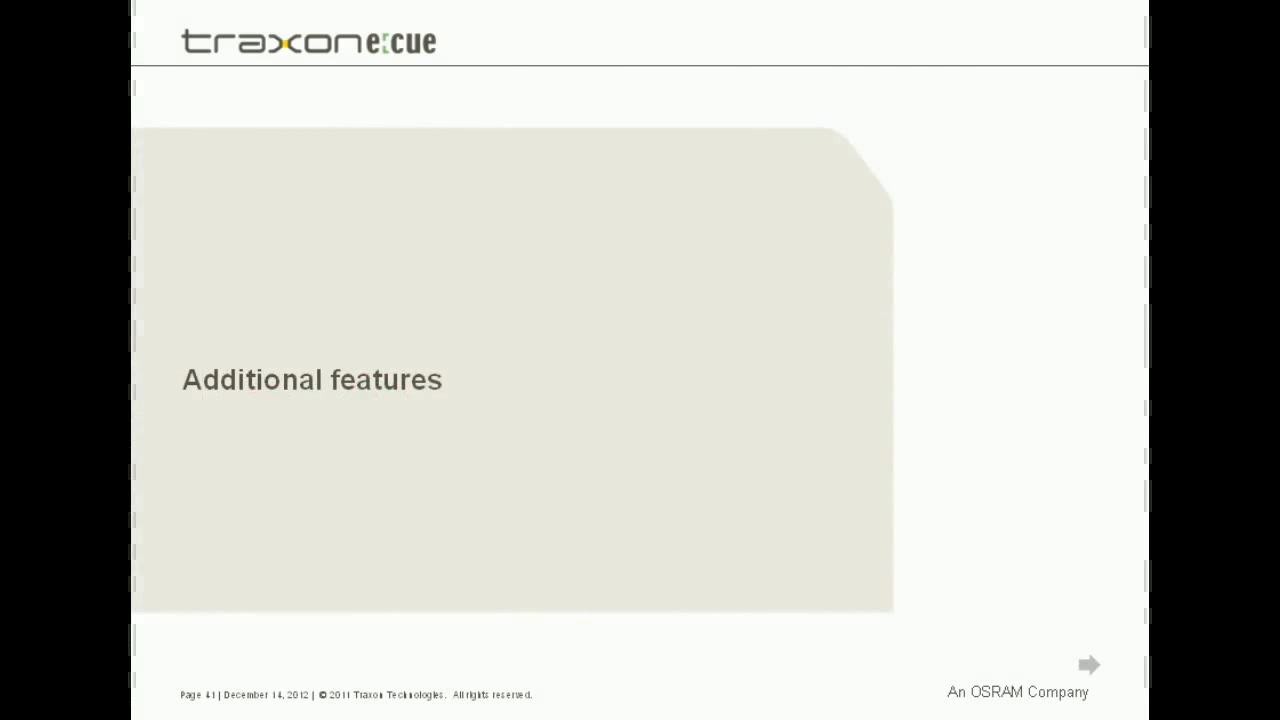 traxon e:cue
Additional features
Page 41 | December 14, 2012 | © 2011 Traxon Technologies. All rights reserved.
An OSRAM Company